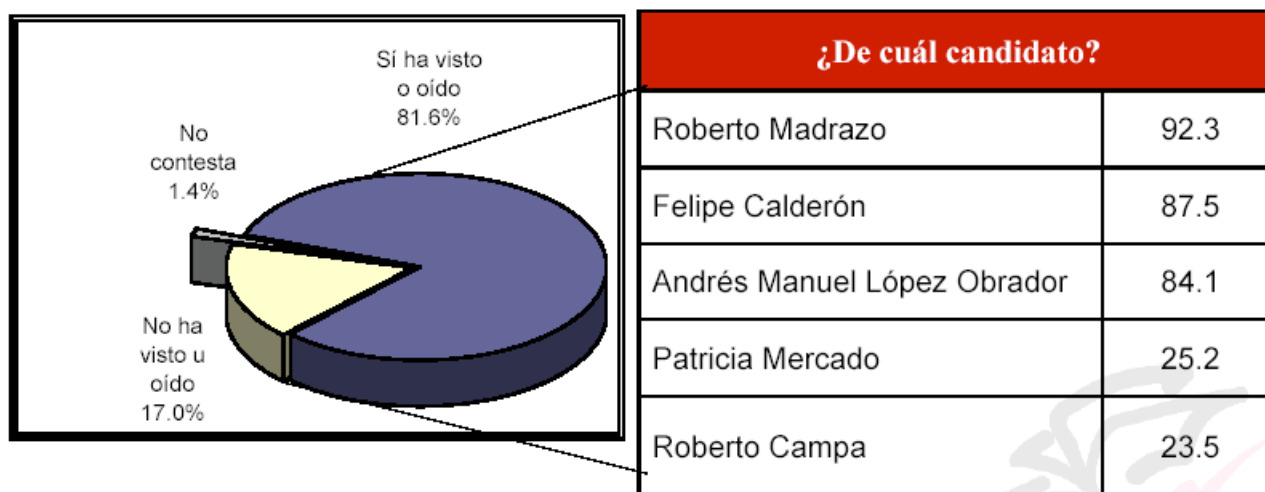 Sí ha visto
o oído
81.6%
No
contesta
1.4%
No ha
visto u
oído
17.0%
¿De cuál candidato?
Roberto Madrazo 92.3
Felipe Calderón 87.5
Andrés Manuel López Obrador 84.1
Patricia Mercado 25.2
Roberto Campa 23.5